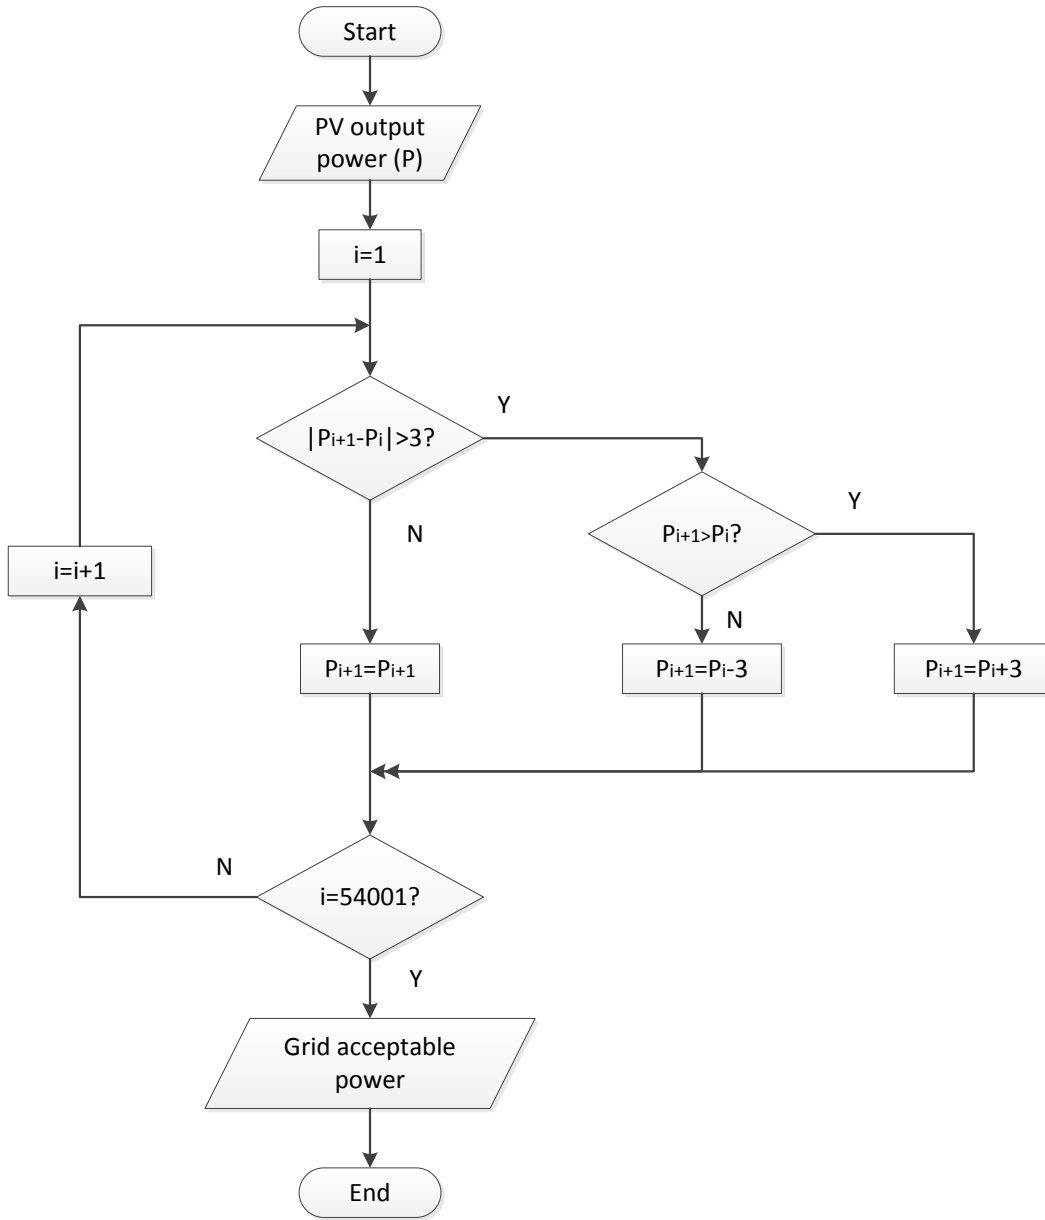 Start
PV output
power (P)
i=1
|Pi+1-Pi|>3?
Y
N
Pi+1>Pi?
Y
N
i=i+1
Pi+1=Pi+1
Pi+1=Pi-3
Pi+1=Pi+3
i=54001?
N
Y
Grid acceptable
power
End